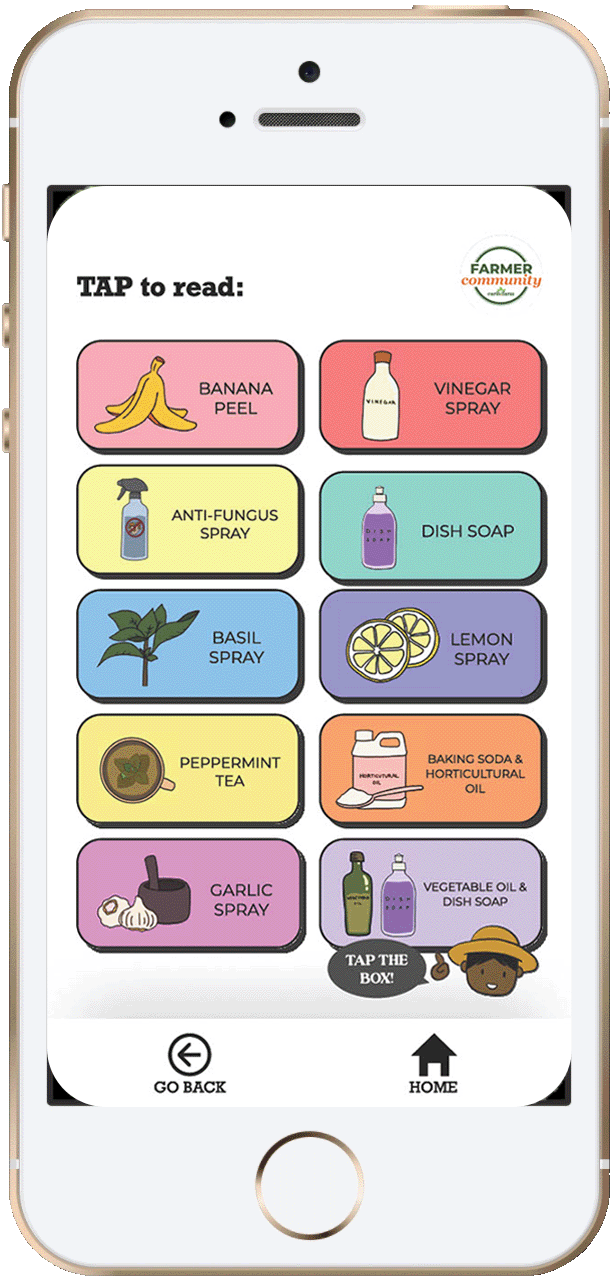 TAP to read:
FARMER
community
BANANA
PEEL
VINEGAR
VINEGAR
SPRAY
ANTI-FUNGUS
SPRAY
DISH
SOAP
DISH SOAP
BASIL
SPRAY
LEMON
SPRAY
PEPPERMINT
TEA
HORTICULTURAL
OIL
BAKING SODA &
HORTICULTURAL
OIL
GARLIC
SPRAY
VEGETABLE
OIL
DISH
SOAP
VEGETABLE OIL &
DISH SOAP
TAP THE
BOX!
GO BACK
HOME